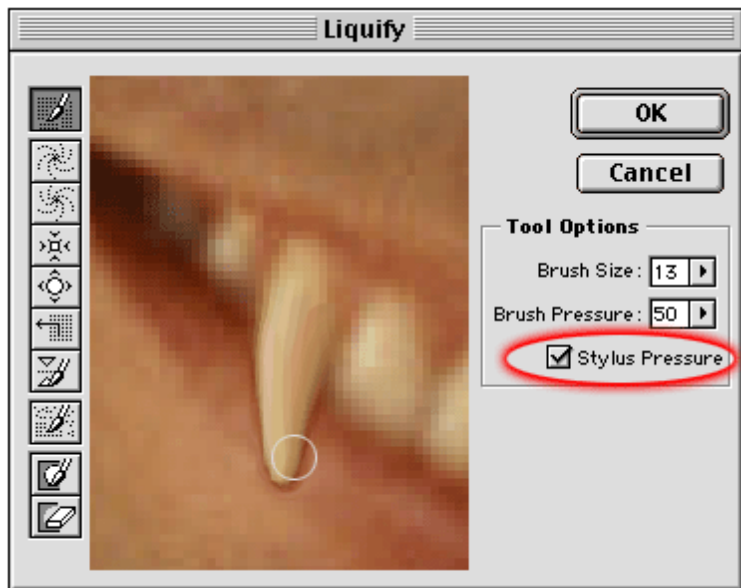 Liquify
OK
Cancel
Tool Options
Brush Size: 13
Brush Pressure: 50
Stylus Pressure